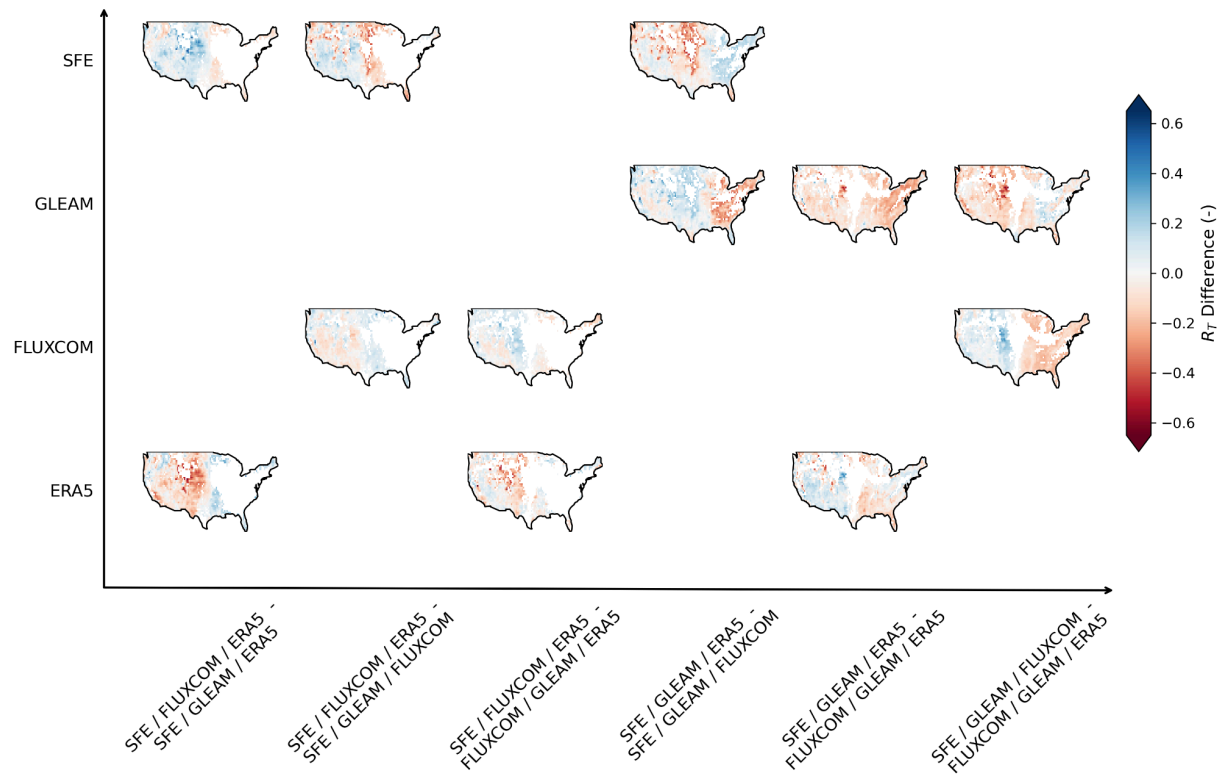 SFE
GLEAM
FLUXCOM
ERA5
SFE / FLUXCOM / ERA5 -
SFE / GLEAM / ERA5
SFE / FLUXCOM / ERA5 -
SFE / GLEAM / FLUXCOM
SFE / FLUXCOM / ERA5 -
FLUXCOM / GLEAM / ERA5
SFE / GLEAM / ERA5 -
SFE / GLEAM / FLUXCOM
SFE / GLEAM / ERA5 -
FLUXCOM / GLEAM / ERA5
SFE / GLEAM / FLUXCOM -
FLUXCOM / GLEAM / ERA5
0.6
0.4
0.2
0.0
−0.2
−0.4
−0.6
R_T Difference (-)